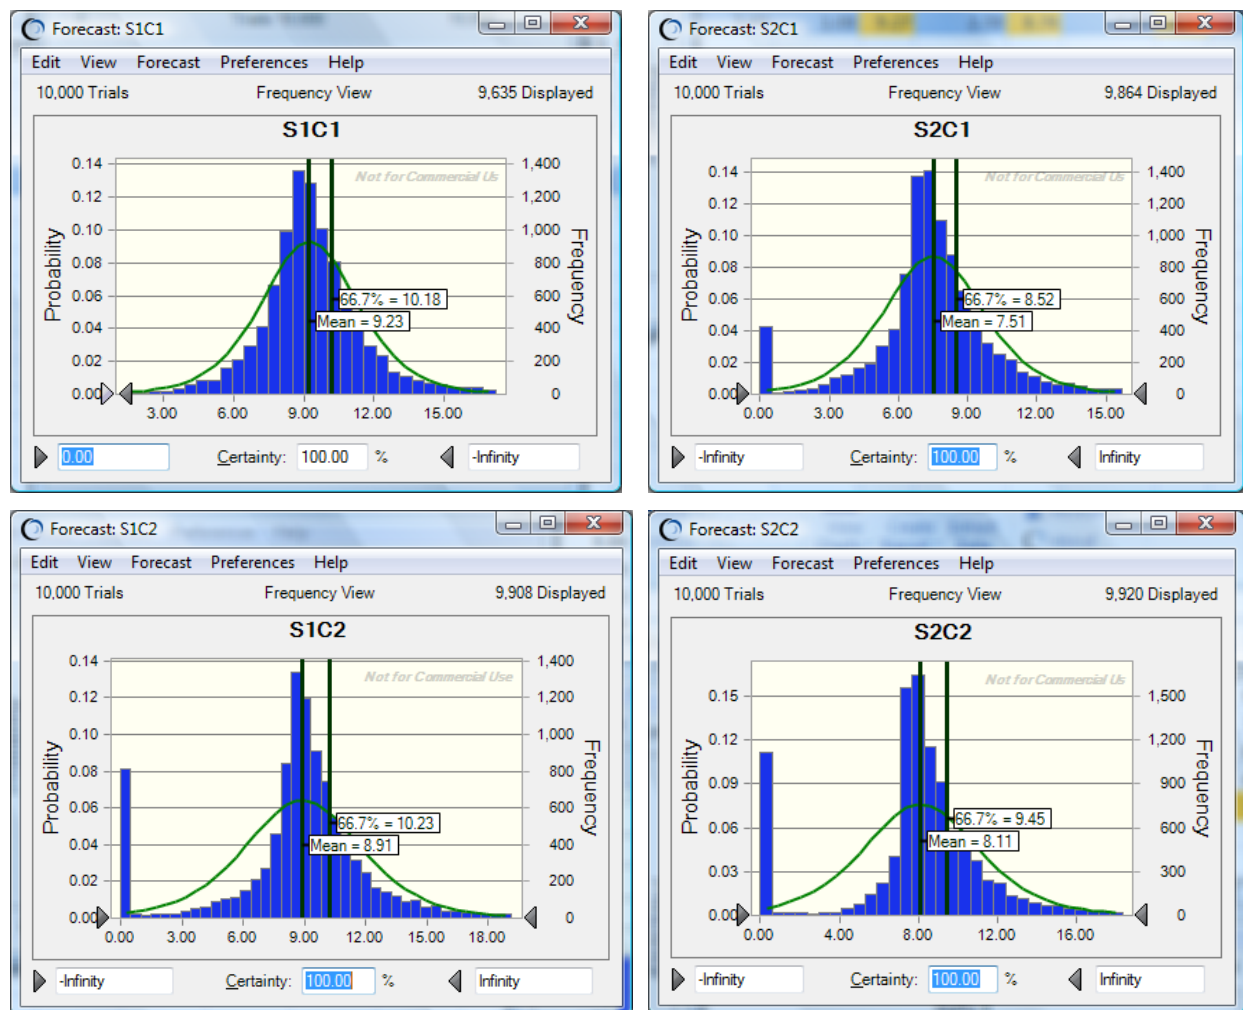 Forecast: S1C1
Edit View Forecast Preferences Help
10,000 Trials Frequency View 9,635 Displayed
S1C1
Not for Commercial Us
Probability
Frequency
0.14
0.12
0.10
0.08
0.06
0.04
0.02
0.00
1,400
1,200
1,000
800
600
400
200
0
66.7% = 10.18
Mean = 9.23
3.00 6.00 9.00 12.00 15.00
0.00 Certainty: 100.00 % -Infinity
Forecast: S2C1
Edit View Forecast Preferences Help
10,000 Trials Frequency View 9,864 Displayed
S2C1
Not for Commercial Us
Probability
Frequency
0.14
0.12
0.10
0.08
0.06
0.04
0.02
0.00
1,400
1,200
1,000
800
600
400
200
0
66.7% = 8.52
Mean = 7.51
0.00 3.00 6.00 9.00 12.00 15.00
-Infinity Certainty: 100.00 % Infinity
Forecast: S1C2
Edit View Forecast Preferences Help
10,000 Trials Frequency View 9,908 Displayed
S1C2
Not for Commercial Use
Probability
Frequency
0.14
0.12
0.10
0.08
0.06
0.04
0.02
0.00
1,400
1,200
1,000
800
600
400
200
0
66.7% = 10.23
Mean = 8.91
0.00 3.00 6.00 9.00 12.00 15.00 18.00
-Infinity Certainty: 100.00 % Infinity
Forecast: S2C2
Edit View Forecast Preferences Help
10,000 Trials Frequency View 9,920 Displayed
S2C2
Not for Commercial Us
Probability
Frequency
0.15
0.12
0.09
0.06
0.03
0.00
1,500
1,200
900
600
300
0
66.7% = 9.45
Mean = 8.11
0.00 4.00 8.00 12.00 16.00
-Infinity Certainty: 100.00 % Infinity